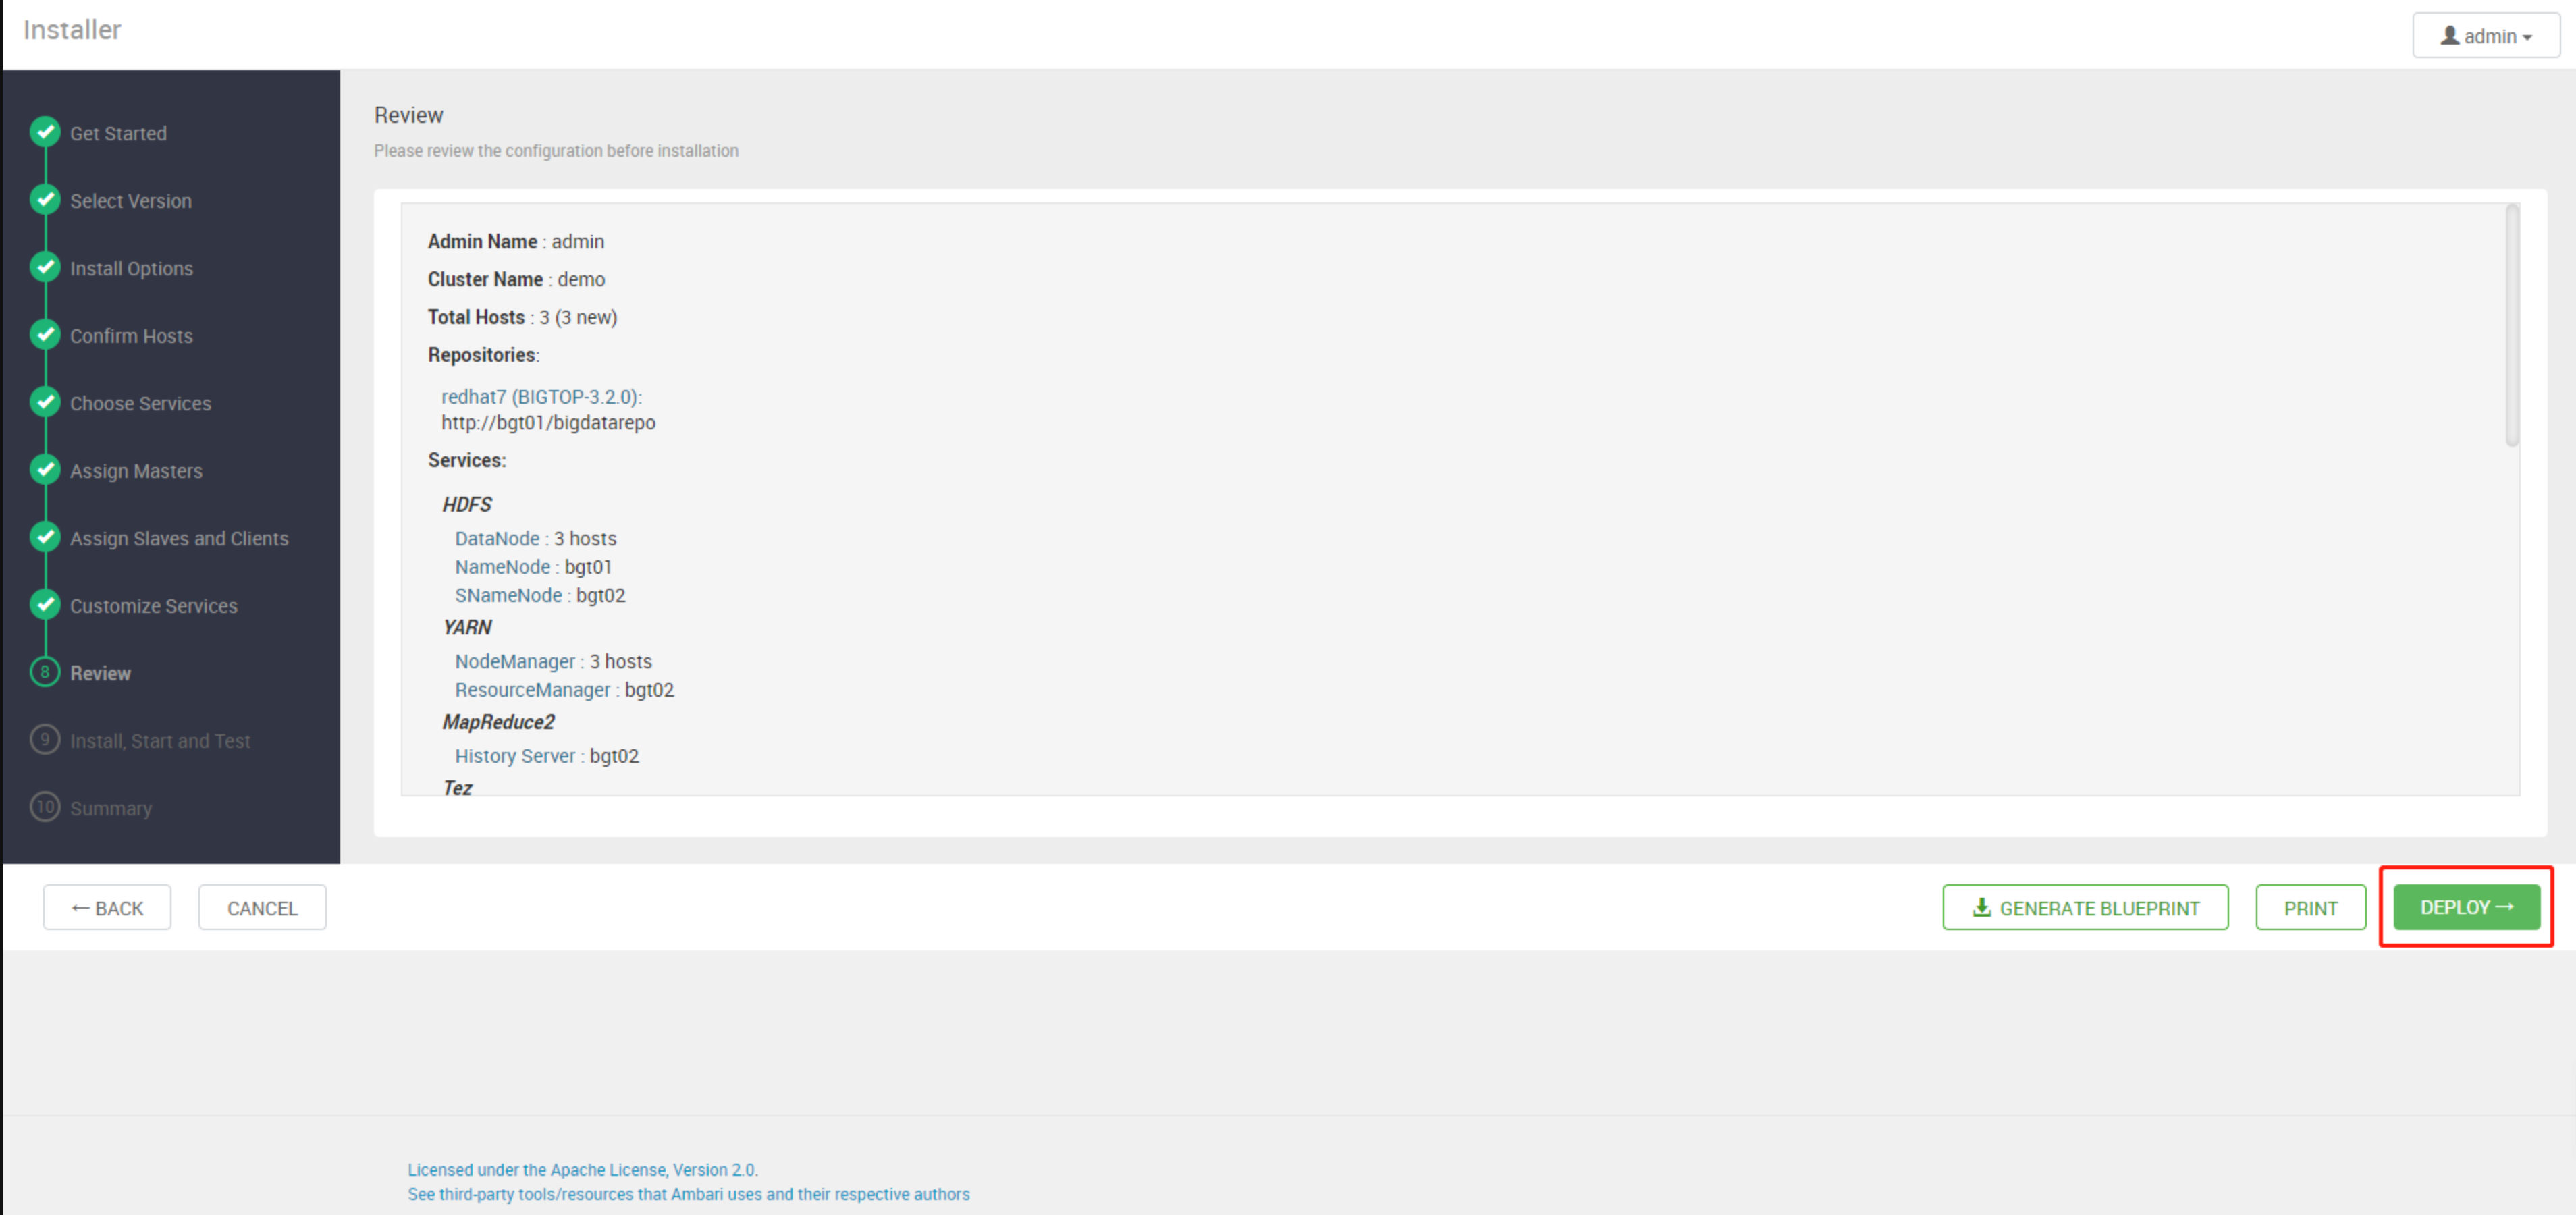 Installer
admin
Get Started
Select Version
Install Options
Confirm Hosts
Choose Services
Assign Masters
Assign Slaves and Clients
Customize Services
8 Review
9 Install, Start and Test
10 Summary
Review
Please review the configuration before installation
Admin Name : admin
Cluster Name : demo
Total Hosts : 3 (3 new)
Repositories:
redhat7 (BIGTOP-3.2.0):
http://bgt01/bigdatarepo
Services:
HDFS
DataNode : 3 hosts
NameNode : bgt01
SNameNode : bgt02
YARN
NodeManager : 3 hosts
ResourceManager : bgt02
MapReduce2
History Server : bgt02
Tez
← BACK
CANCEL
GENERATE BLUEPRINT
PRINT
DEPLOY →
Licensed under the Apache License, Version 2.0.
See third-party tools/resources that Ambari uses and their respective authors